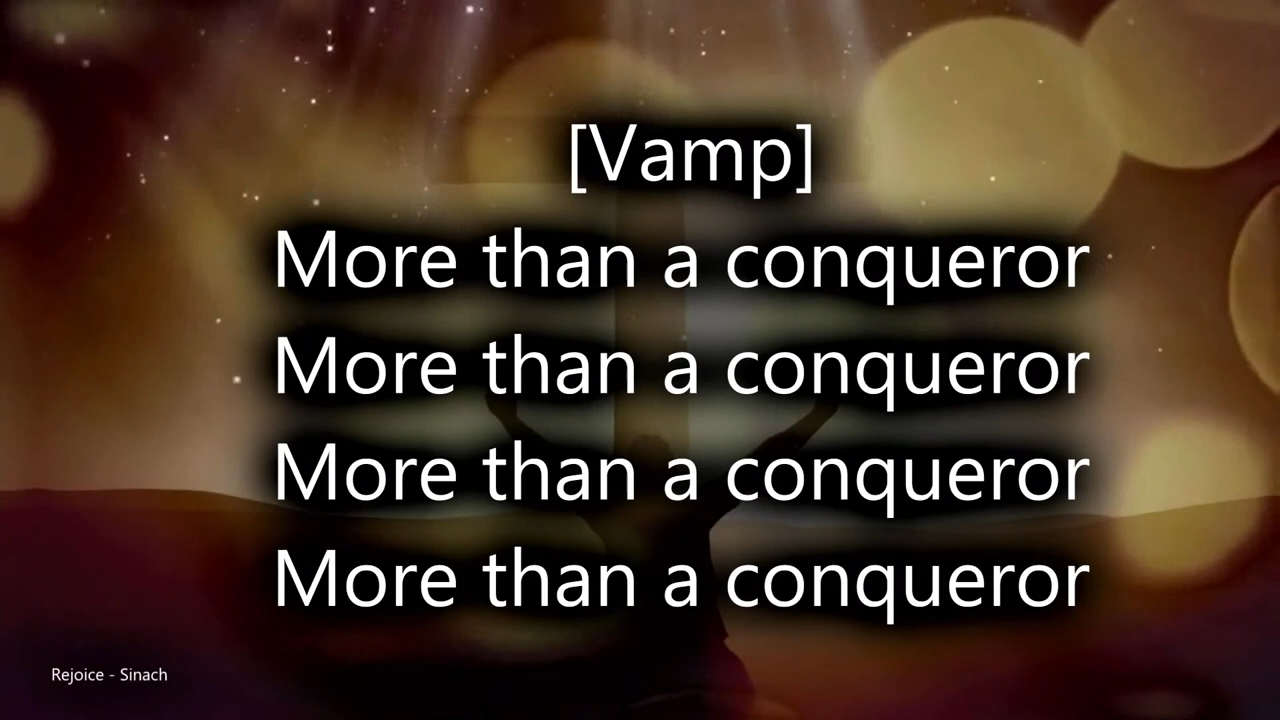 [Vamp]
More than a conqueror
More than a conqueror
More than a conqueror
More than a conqueror
Rejoice - Sinach